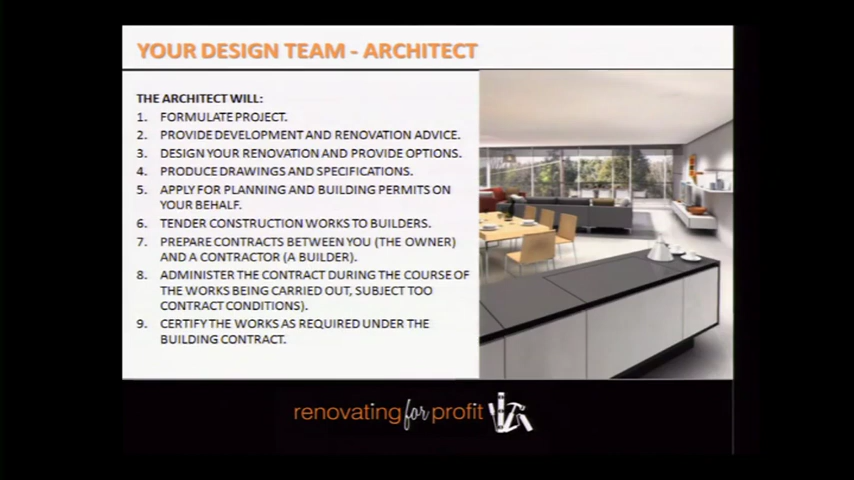 YOUR DESIGN TEAM - ARCHITECT
THE ARCHITECT WILL:
1. FORMULATE PROJECT.
2. PROVIDE DEVELOPMENT AND RENOVATION ADVICE.
3. DESIGN YOUR RENOVATION AND PROVIDE OPTIONS.
4. PRODUCE DRAWINGS AND SPECIFICATIONS.
5. APPLY FOR PLANNING AND BUILDING PERMITS ON
YOUR BEHALF.
6. TENDER CONSTRUCTION WORKS TO BUILDERS.
7. PREPARE CONTRACTS BETWEEN YOU (THE OWNER)
AND A CONTRACTOR (A BUILDER).
8. ADMINISTER THE CONTRACT DURING THE COURSE OF
THE WORKS BEING CARRIED OUT, SUBJECT TOO
CONTRACT CONDITIONS).
9. CERTIFY THE WORKS AS REQUIRED UNDER THE
BUILDING CONTRACT.
renovating for profit